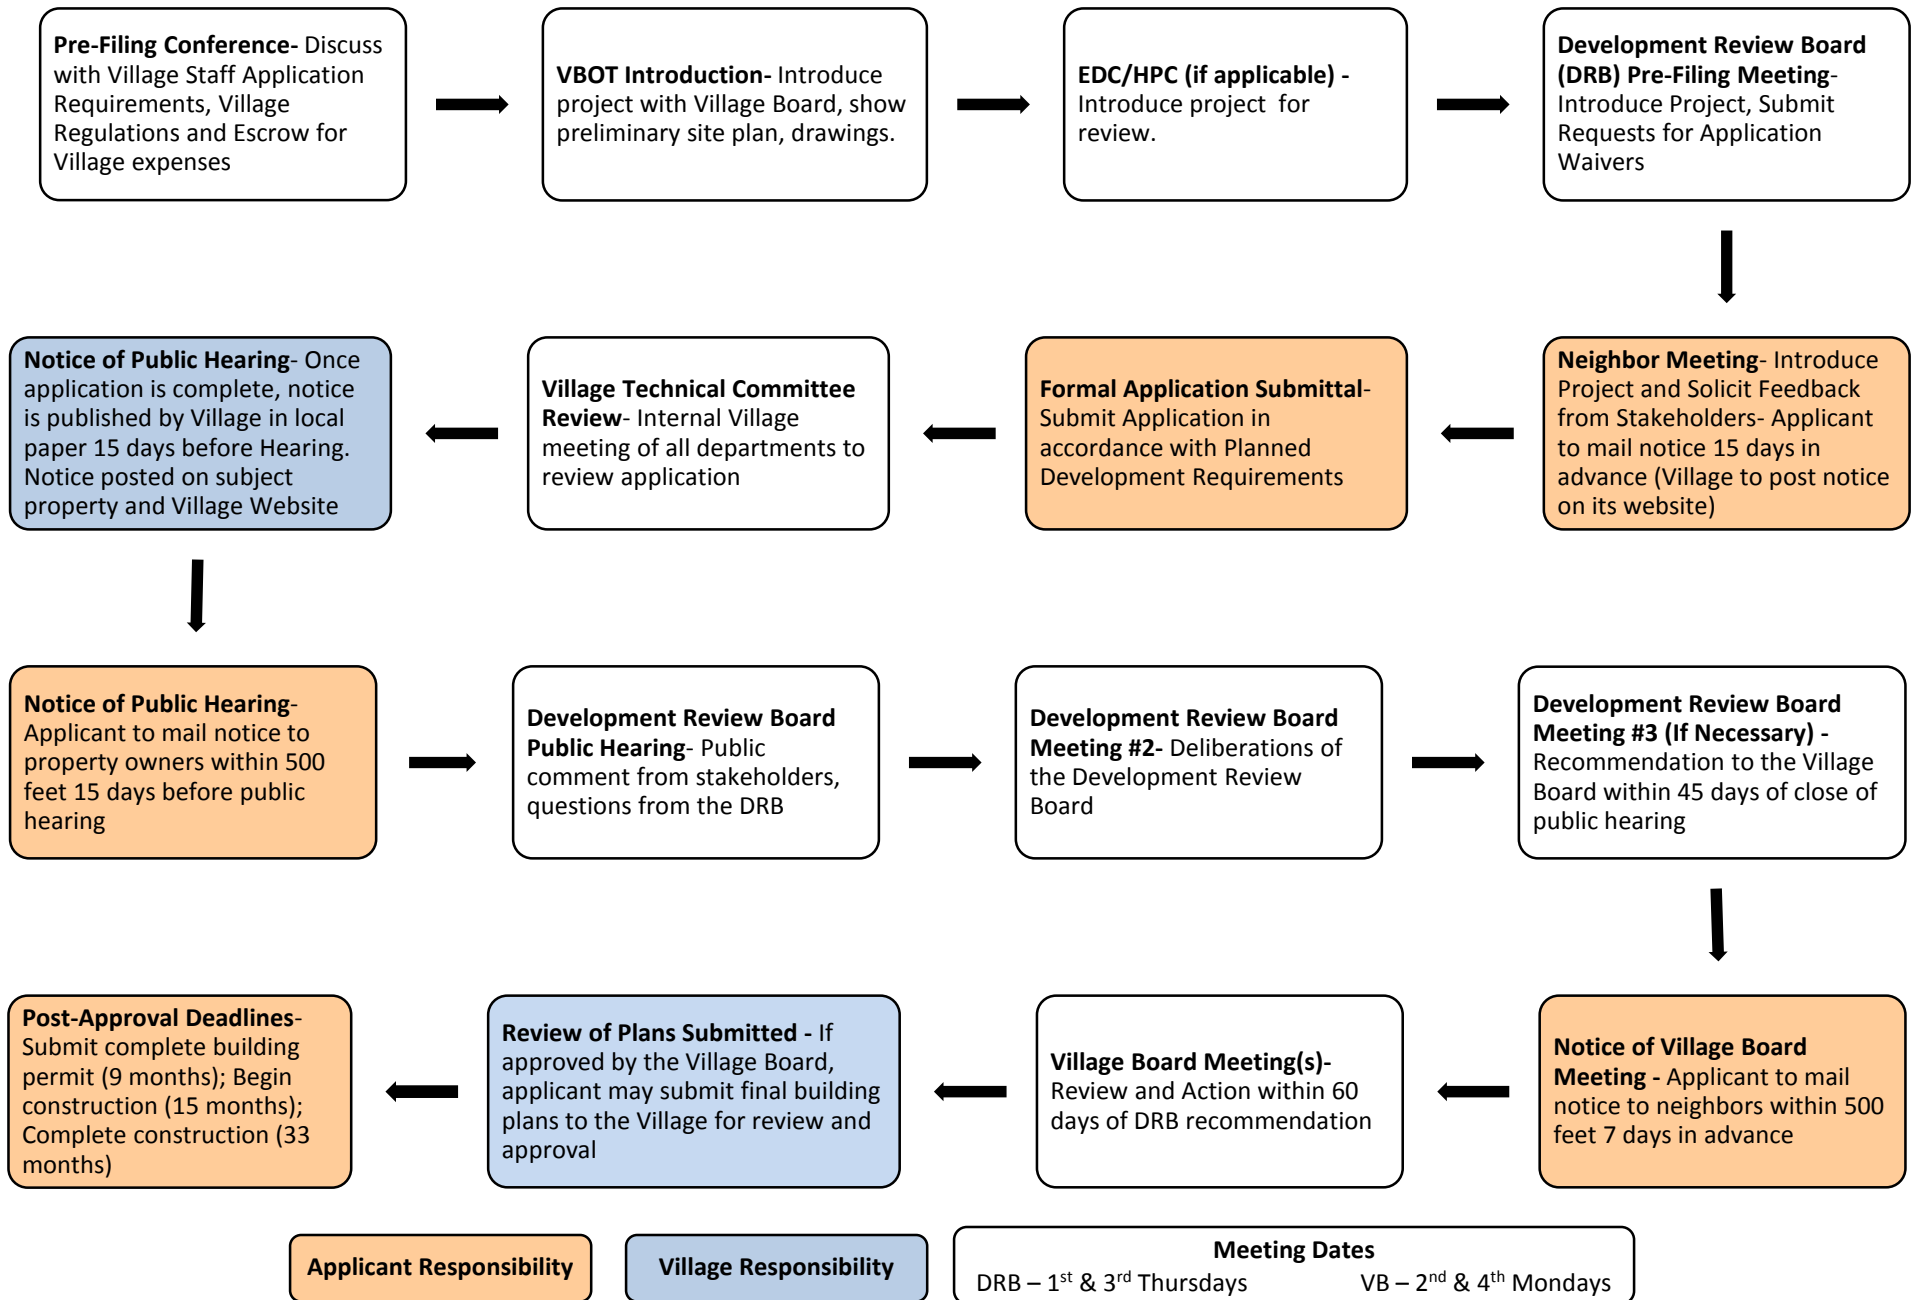 Pre-Filing Conference- Discuss
with Village Staff Application
Requirements, Village
Regulations and Escrow for
Village expenses
VBOT Introduction- Introduce
project with Village Board, show
preliminary site plan, drawings.
EDC/HPC (if applicable) -
Introduce project for
review.
Development Review Board
(DRB) Pre-Filing Meeting-
Introduce Project, Submit
Requests for Application
Waivers
Neighbor Meeting- Introduce
Project and Solicit Feedback
from Stakeholders- Applicant
to mail notice 15 days in
advance (Village to post notice
on its website)
Formal Application Submittal-
Submit Application in
accordance with Planned
Development Requirements
Village Technical Committee
Review- Internal Village
meeting of all departments to
review application
Notice of Public Hearing- Once
application is complete, notice
is published by Village in local
paper 15 days before Hearing.
Notice posted on subject
property and Village Website
Notice of Public Hearing-
Applicant to mail notice to
property owners within 500
feet 15 days before public
hearing
Development Review Board
Public Hearing- Public
comment from stakeholders,
questions from the DRB
Development Review Board
Meeting #2- Deliberations of
the Development Review
Board
Development Review Board
Meeting #3 (If Necessary) -
Recommendation to the Village
Board within 45 days of close of
public hearing
Notice of Village Board
Meeting - Applicant to mail
notice to neighbors within 500
feet 7 days in advance
Village Board Meeting(s)-
Review and Action within 60
days of DRB recommendation
Review of Plans Submitted - If
approved by the Village Board,
applicant may submit final building
plans to the Village for review and
approval
Post-Approval Deadlines-
Submit complete building
permit (9 months); Begin
construction (15 months);
Complete construction (33
months)
Applicant Responsibility
Village Responsibility
Meeting Dates
DRB – 1st & 3rd Thursdays VB – 2nd & 4th Mondays